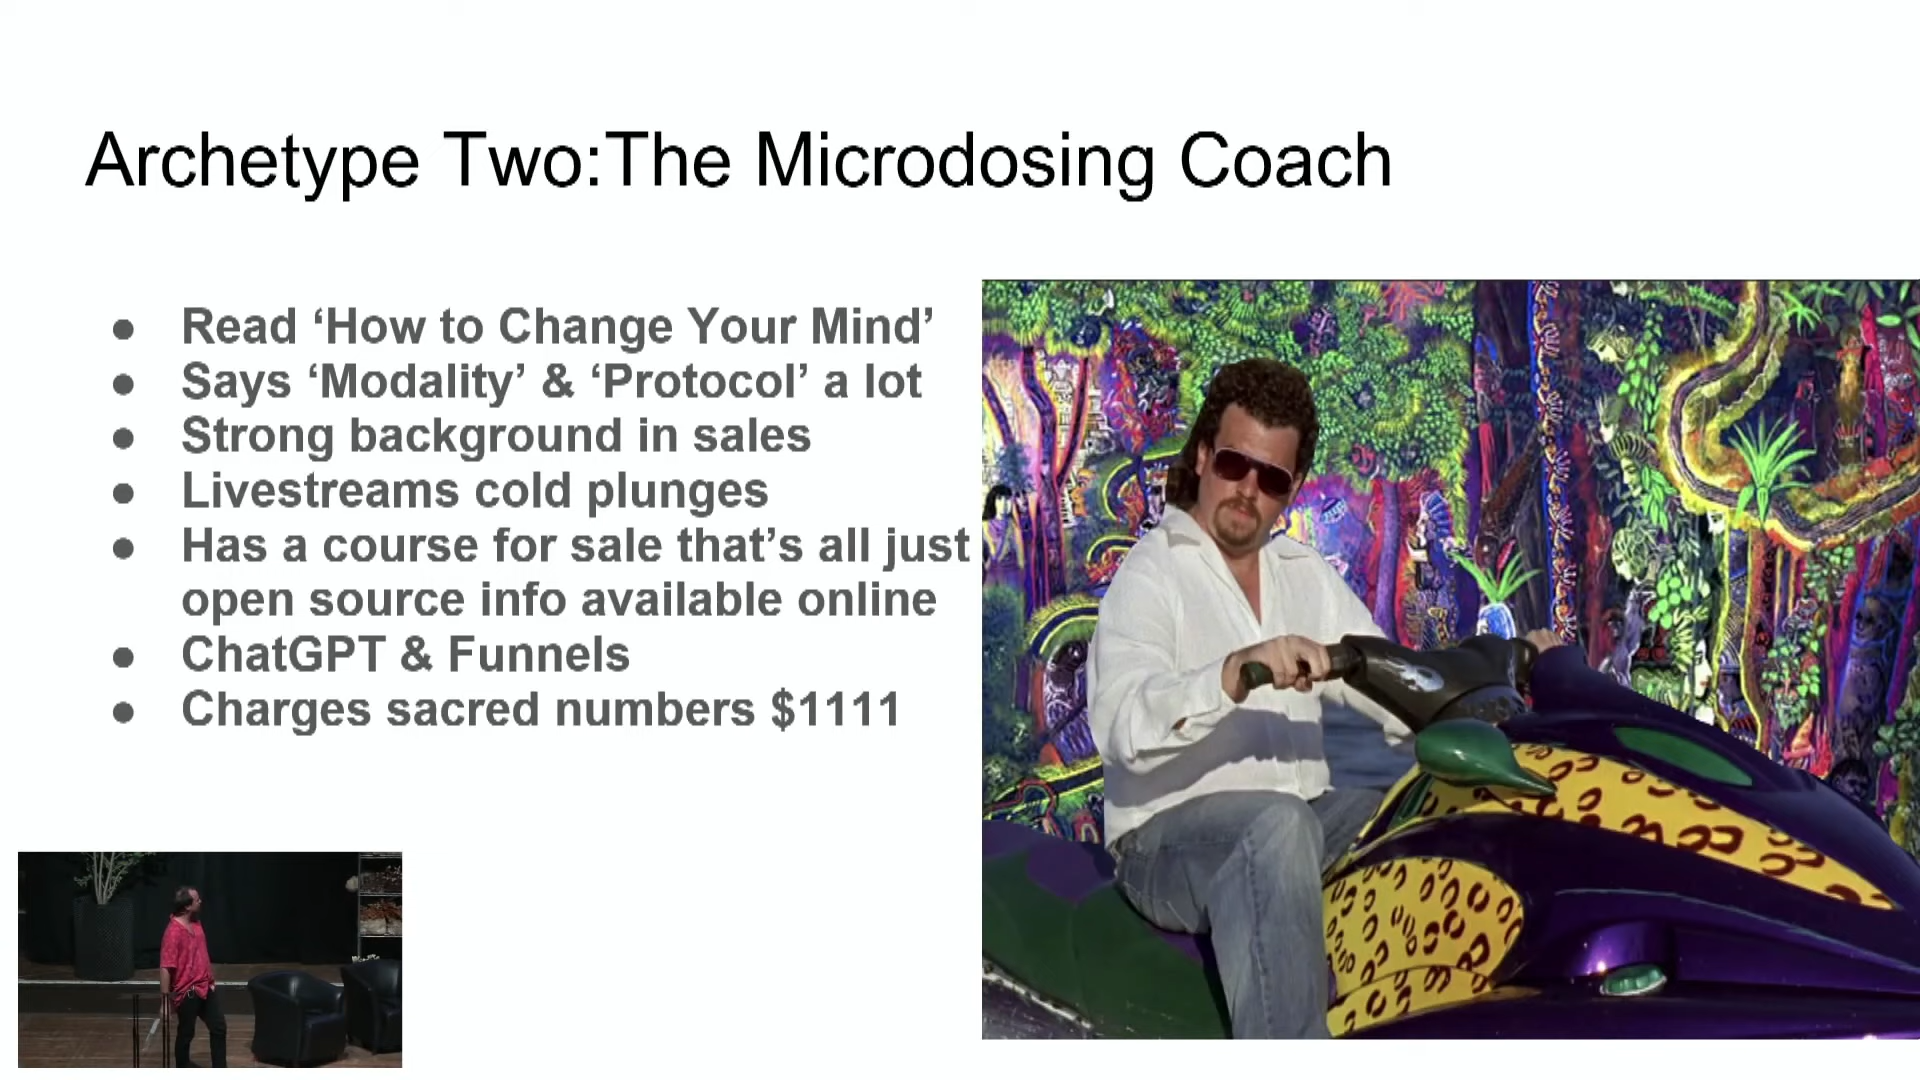 Archetype Two:The Microdosing Coach
● Read ‘How to Change Your Mind’
● Says ‘Modality’ & ‘Protocol’ a lot
● Strong background in sales
● Livestreams cold plunges
● Has a course for sale that’s all just
open source info available online
● ChatGPT & Funnels
● Charges sacred numbers $1111